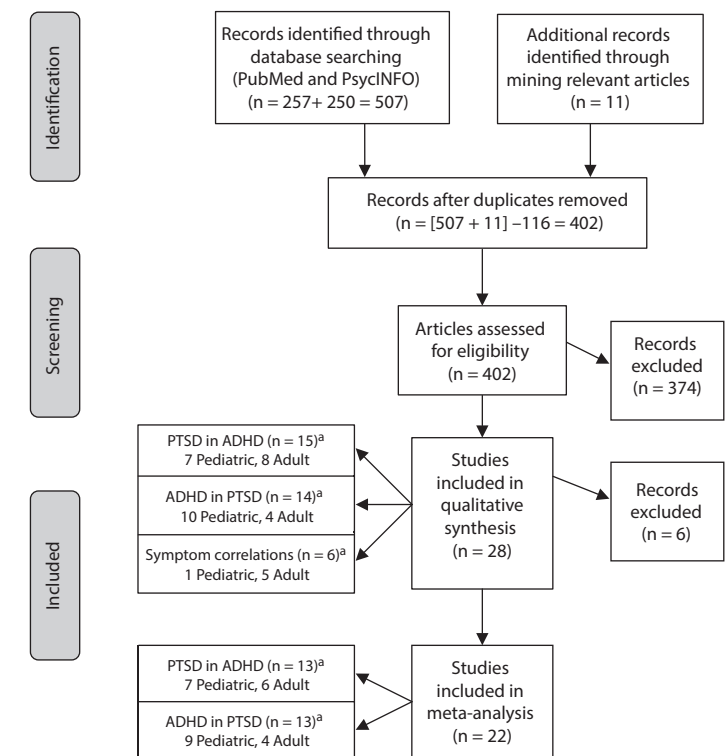 Identification
Records identified through
database searching
(PubMed and PsycINFO)
(n = 257+ 250 = 507)
Additional records
identified through
mining relevant articles
(n = 11)
Records after duplicates removed
(n = [507 + 11] –116 = 402)
Screening
Articles assessed
for eligibility
(n = 402)
Records
excluded
(n = 374)
Included
PTSD in ADHD (n = 15)ᵃ
7 Pediatric, 8 Adult
ADHD in PTSD (n = 14)ᵃ
10 Pediatric, 4 Adult
Symptom correlations (n = 6)ᵃ
1 Pediatric, 5 Adult
Studies
included in
qualitative
synthesis
(n = 28)
Records
excluded
(n = 6)
PTSD in ADHD (n = 13)ᵃ
7 Pediatric, 6 Adult
ADHD in PTSD (n = 13)ᵃ
9 Pediatric, 4 Adult
Studies
included in
meta-analysis
(n = 22)